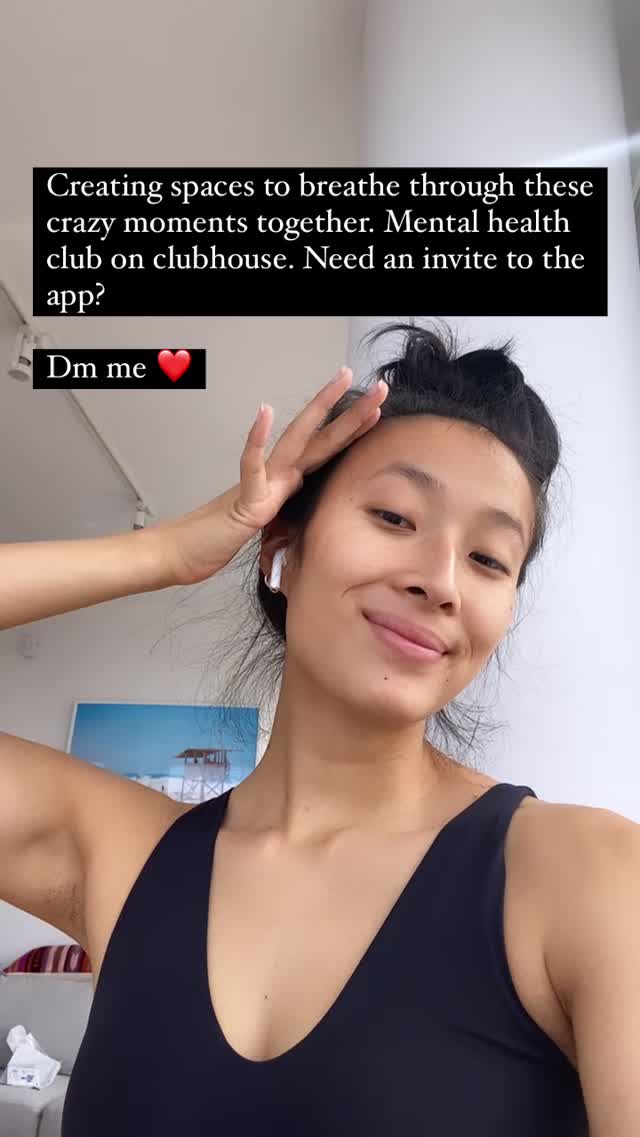 Creating spaces to breathe through these
crazy moments together. Mental health
club on clubhouse. Need an invite to the
app?
Dm me ❤️